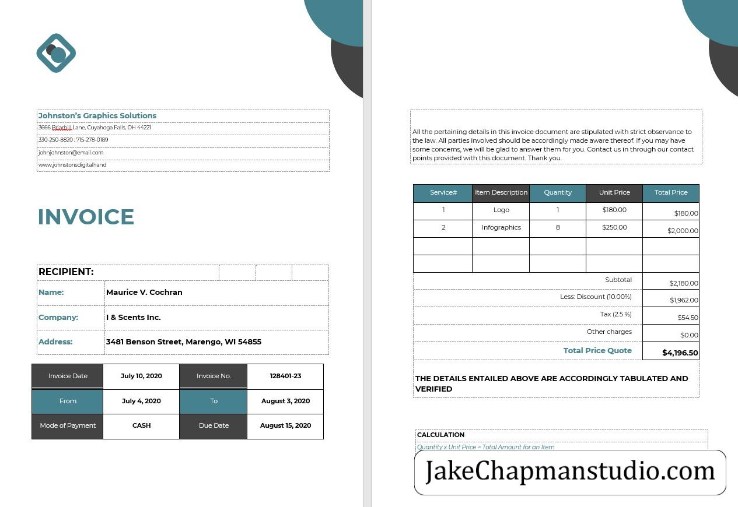 Johnston's Graphics Solutions
3666 Braxton Lane, Cuyahoga Falls, OH 44221
330-250-8820 , 715-278-0189
johnjohnston@email.com
www.johnstonsdigitalhand
INVOICE
RECIPIENT:
Name: Maurice V. Cochran
Company: I & Scents Inc.
Address: 3481 Benson Street, Marengo, WI 54855
Invoice Date July 10, 2020 Invoice No. 128401-23
From July 4, 2020 To August 3, 2020
Mode of Payment CASH Due Date August 15, 2020
All the pertaining details in this invoice document are stipulated with strict observance to
the law. All parties involved should be accordingly made aware thereof. If you may have
some concerns, we will be glad to answer them for you. Contact us in through our contact
points provided with this document. Thank you.
Service# Item Description Quantity Unit Price Total Price
1 Logo 1 $180.00 $180.00
2 Infographics 8 $250.00 $2,000.00
Subtotal $2,180.00
Less: Discount (10.00%) $1,962.00
Tax (2.5 %) $54.50
Other charges $0.00
Total Price Quote $4,196.50
THE DETAILS ENTAILED ABOVE ARE ACCORDINGLY TABULATED AND
VERIFIED
CALCULATION
Quantity x Unit Price = Total Amount for an Item
JakeChapmanstudio.com